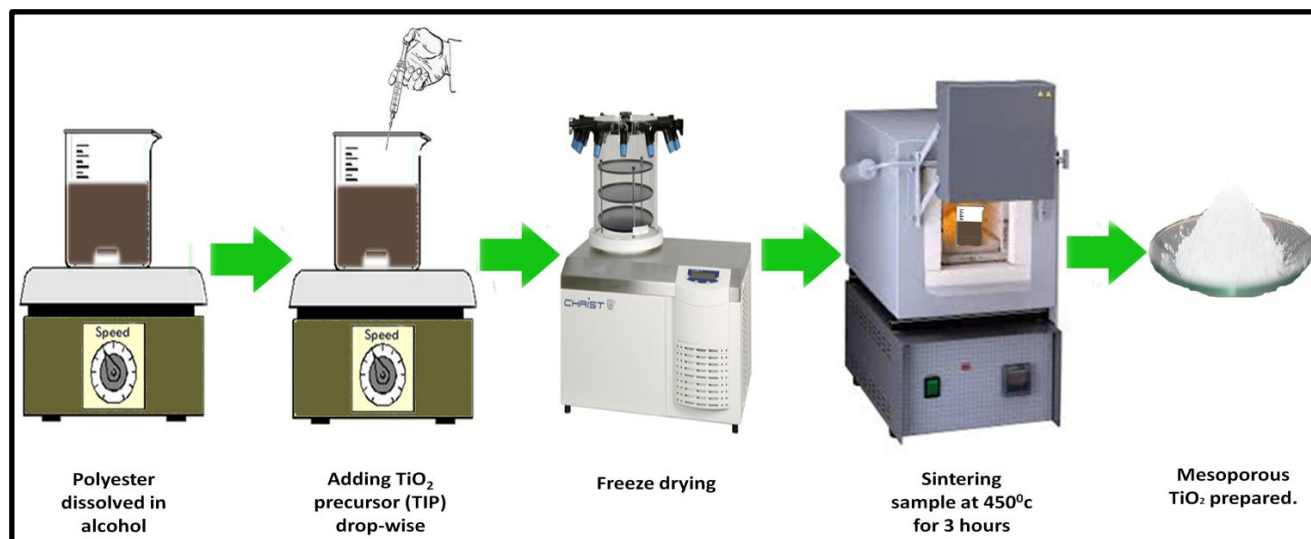 Speed
Speed
CHRIST
Polyester
dissolved in
alcohol
Adding TiO₂
precursor (TIP)
drop-wise
Freeze drying
Sintering
sample at 450⁰c
for 3 hours
Mesoporous
TiO₂ prepared.